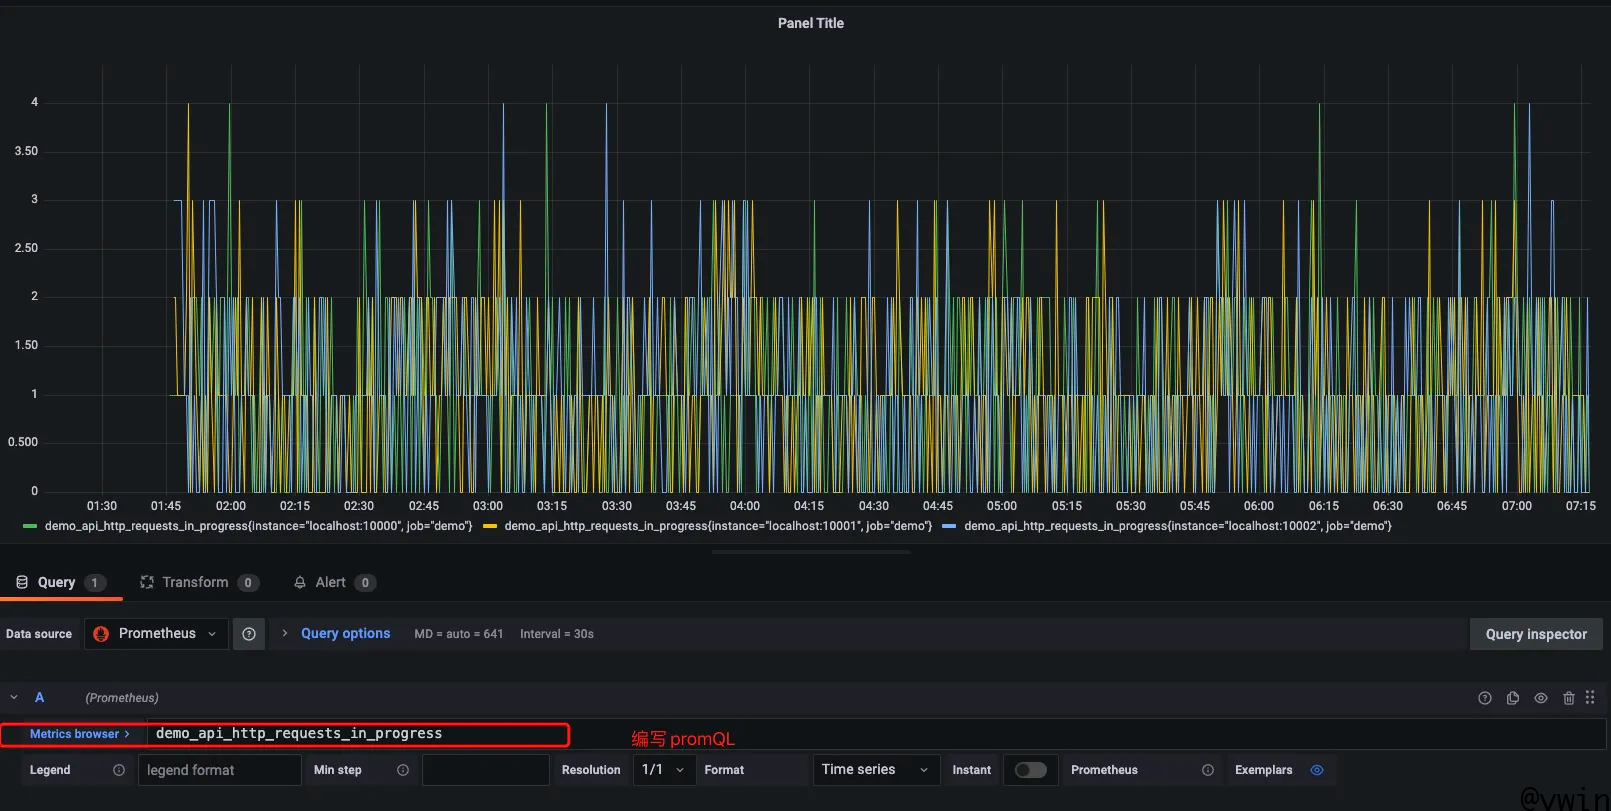 Panel Title
4
3.50
3
2.50
2
1.50
1
0.500
0
01:30 01:45 02:00 02:15 02:30 02:45 03:00 03:15 03:30 03:45 04:00 04:15 04:30 04:45 05:00 05:15 05:30 05:45 06:00 06:15 06:30 06:45 07:00 07:15
demo_api_http_requests_in_progress{instance="localhost:10000", job="demo"} demo_api_http_requests_in_progress{instance="localhost:10001", job="demo"} demo_api_http_requests_in_progress{instance="localhost:10002", job="demo"}
Query 1 Transform 0 Alert 0
Data source Prometheus Query options MD = auto = 641 Interval = 30s Query inspector
A (Prometheus)
Metrics browser > demo_api_http_requests_in_progress 编写promQL
Legend legend format Min step Resolution 1/1 Format Time series Instant Prometheus Exemplars